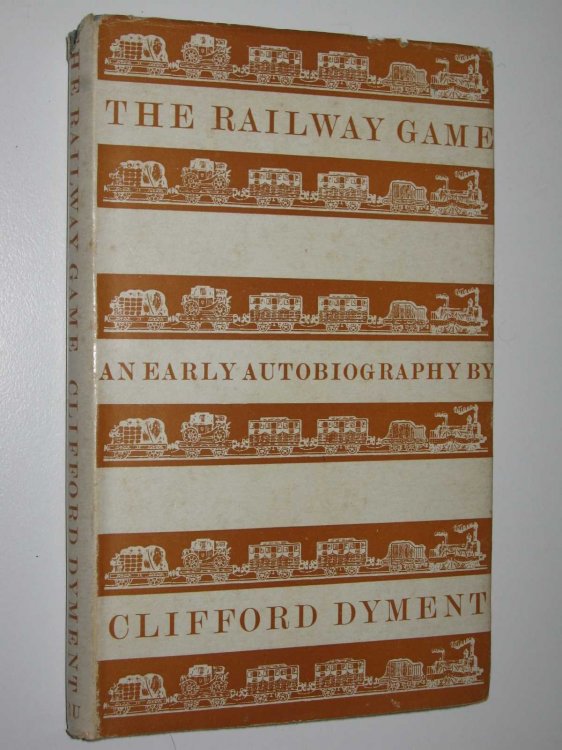 THE RAILWAY GAME
AN EARLY AUTOBIOGRAPHY BY
CLIFFORD DYMENT
THE RAILWAY GAME CLIFFORD DYMENT